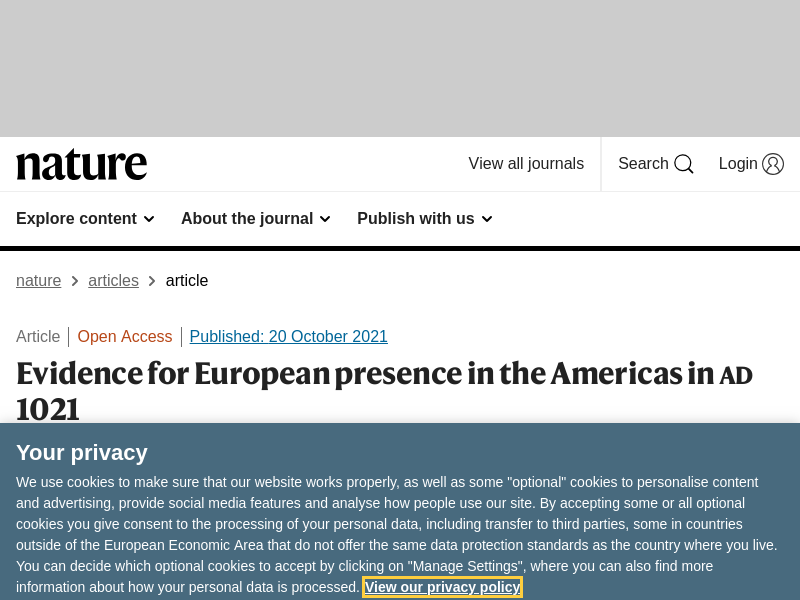 nature
View all journals
Search
Login
Explore content
About the journal
Publish with us
nature
articles
article
Article
Open Access
Published: 20 October 2021
Evidence for European presence in the Americas in AD
1021
Your privacy
We use cookies to make sure that our website works properly, as well as some "optional" cookies to personalise content
and advertising, provide social media features and analyse how people use our site. By accepting some or all optional
cookies you give consent to the processing of your personal data, including transfer to third parties, some in countries
outside of the European Economic Area that do not offer the same data protection standards as the country where you live.
You can decide which optional cookies to accept by clicking on "Manage Settings", where you can also find more
information about how your personal data is processed. View our privacy policy